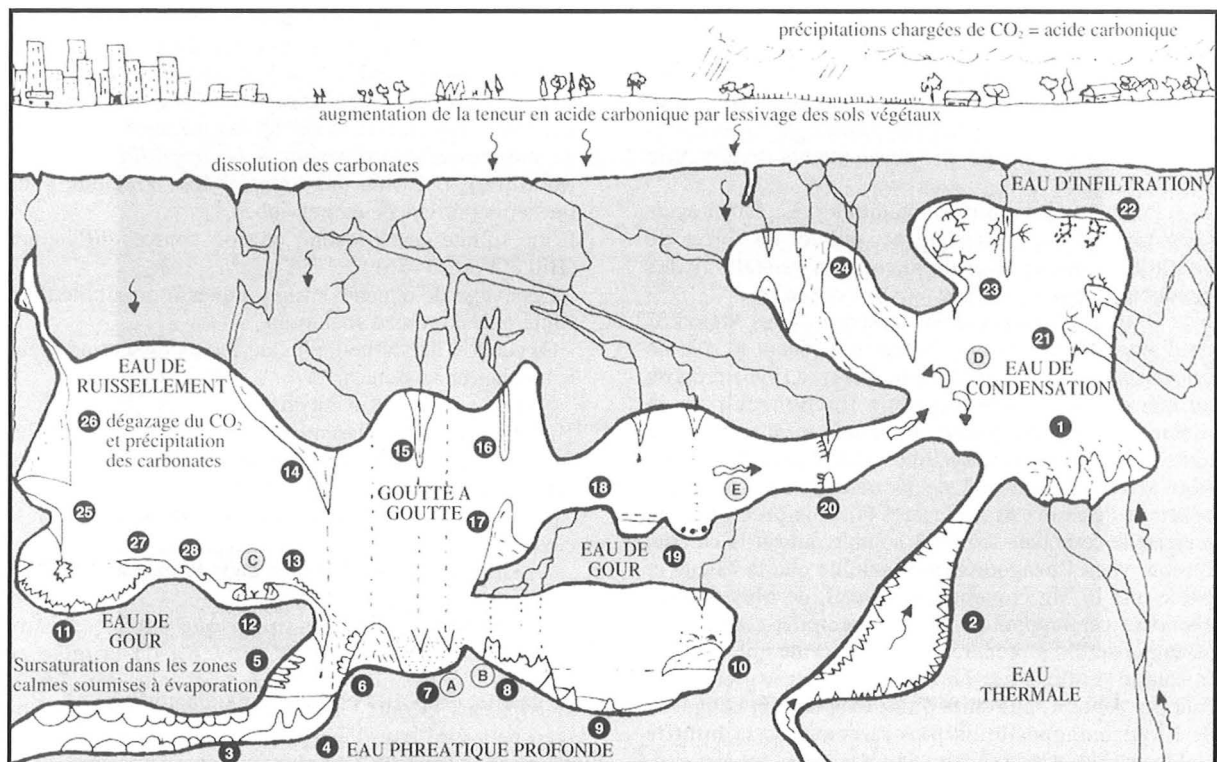 précipitations chargées de CO₂ = acide carbonique
augmentation de la teneur en acide carbonique par lessivage des sols végétaux
dissolution des carbonates
EAU D'INFILTRATION
22
24
23
21
D
EAU DE
CONDENSATION
1
EAU DE
RUISSELLEMENT
26 dégazage du CO₂
et précipitation
des carbonates
14
15
16
GOUTTE A
GOUTTE
17
18
E
20
19
EAU DE
GOUR
25
27
28
C
13
11
EAU DE
GOUR
12
5
Sursaturation dans les zones
calmes soumises à évaporation
6
7
A
B
8
10
9
2
EAU
THERMALE
3
4
EAU PHREATIQUE PROFONDE